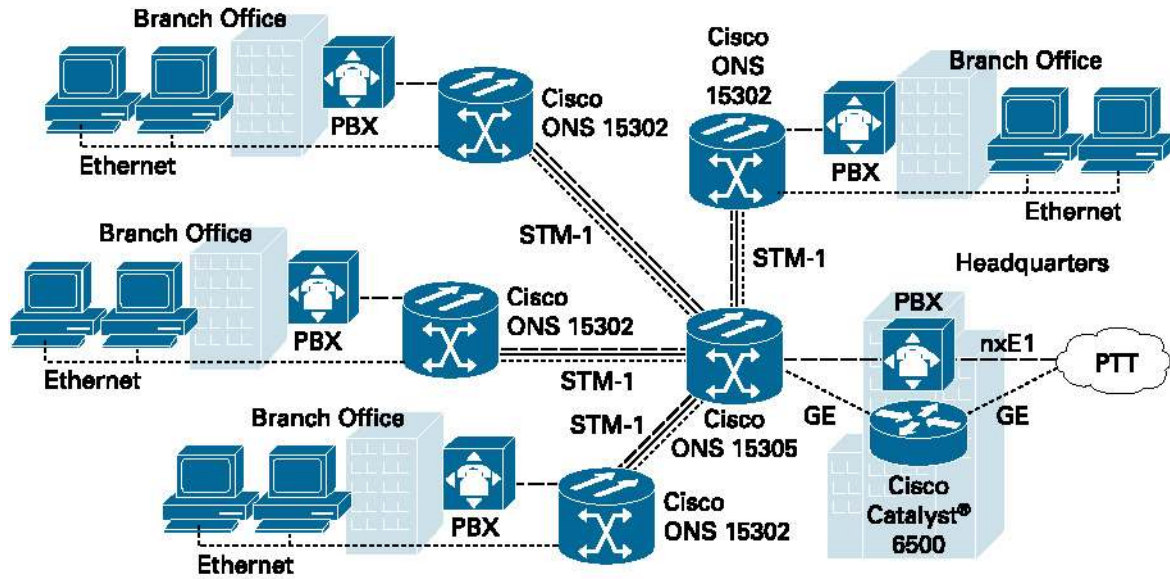 Branch Office
PBX
Ethernet
Cisco
ONS 15302
Cisco
ONS
15302
Branch Office
PBX
Ethernet
STM-1
STM-1
Branch Office
PBX
Ethernet
Cisco
ONS 15302
STM-1
Headquarters
PBX
nxE1
PTT
GE
GE
Cisco
ONS 15305
Cisco
Catalyst®
6500
Branch Office
PBX
Ethernet
STM-1
Cisco
ONS 15302